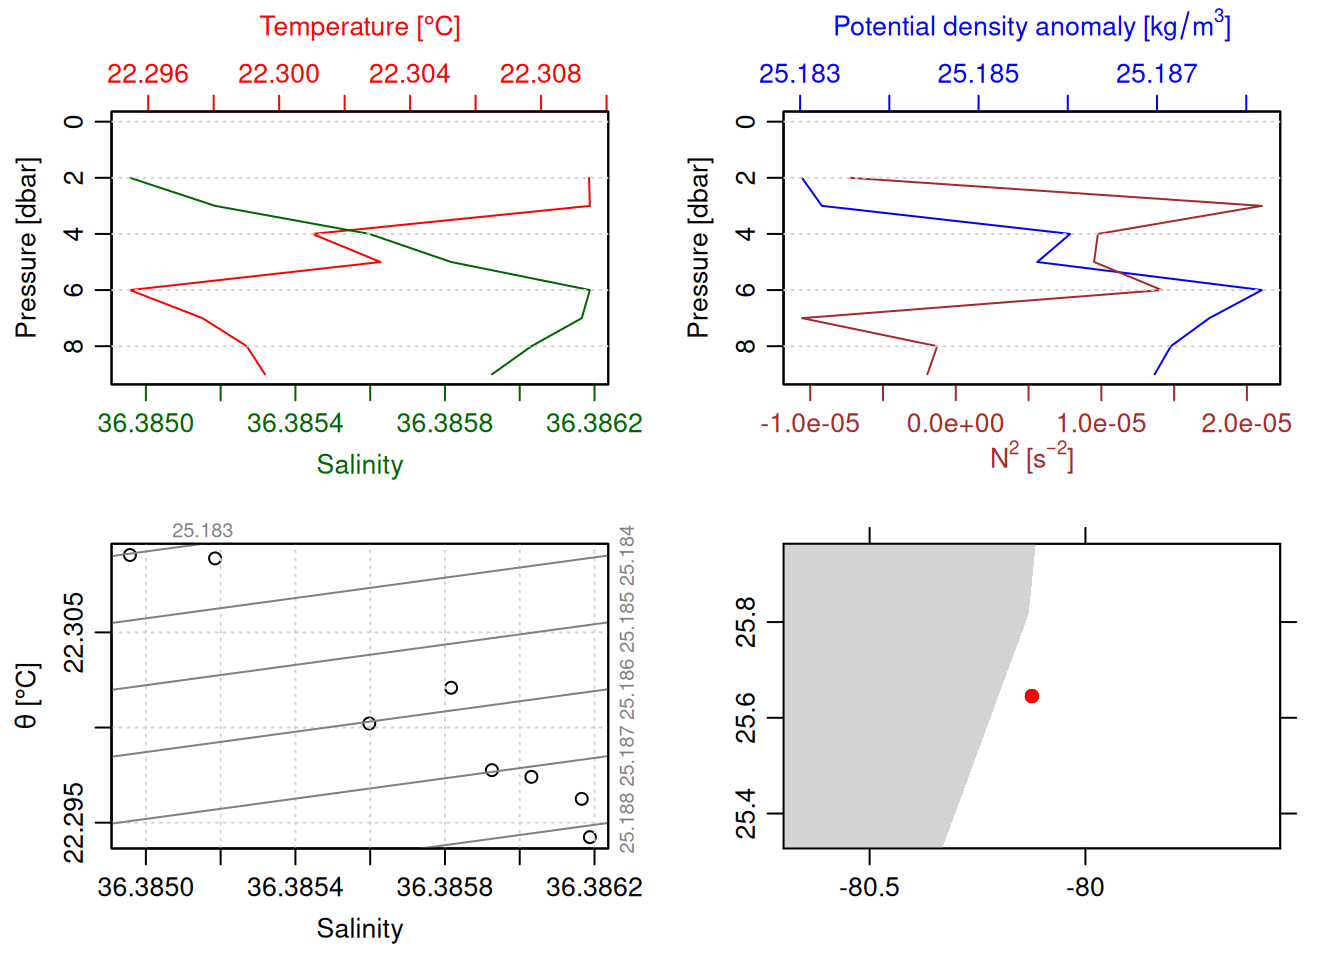 Temperature [°C]
22.296 22.300 22.304 22.308
0
2
4
6
8
Pressure [dbar]
36.3850 36.3854 36.3858 36.3862
Salinity
Potential density anomaly [kg/m³]
25.183 25.185 25.187
0
2
4
6
8
Pressure [dbar]
-1.0e-05 0.0e+00 1.0e-05 2.0e-05
N² [s⁻²]
25.183
25.184
25.185
25.186
25.187
25.188
22.305
22.295
θ [°C]
36.3850 36.3854 36.3858 36.3862
Salinity
25.8
25.6
25.4
-80.5 -80